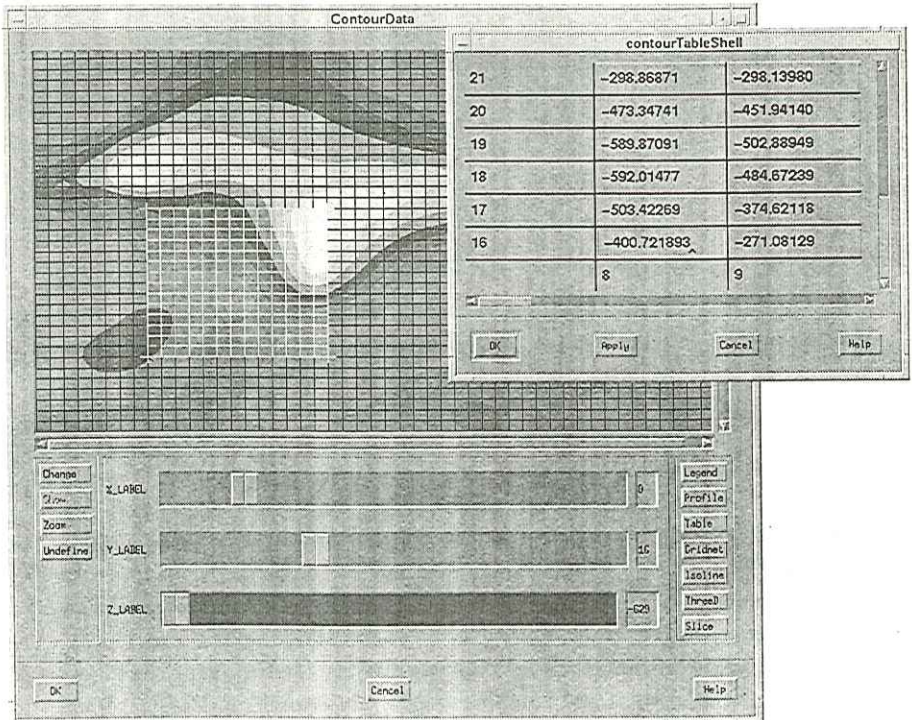 ContourData
contourTableShell
21 -298.86871 -298.13980
20 -473.34741 -451.94140
19 -589.87091 -502.88949
18 -592.01477 -484.67239
17 -503.42269 -374.62118
16 -400.721893 -271.08129
8 9
OK Apply Cancel Help
Change
Zoom
Undefine
X_LABEL
Y_LABEL 16
Z_LABEL -629
Legend
Profile
Table
Gridnet
Isoline
ThreeD
Slice
OK Cancel Help